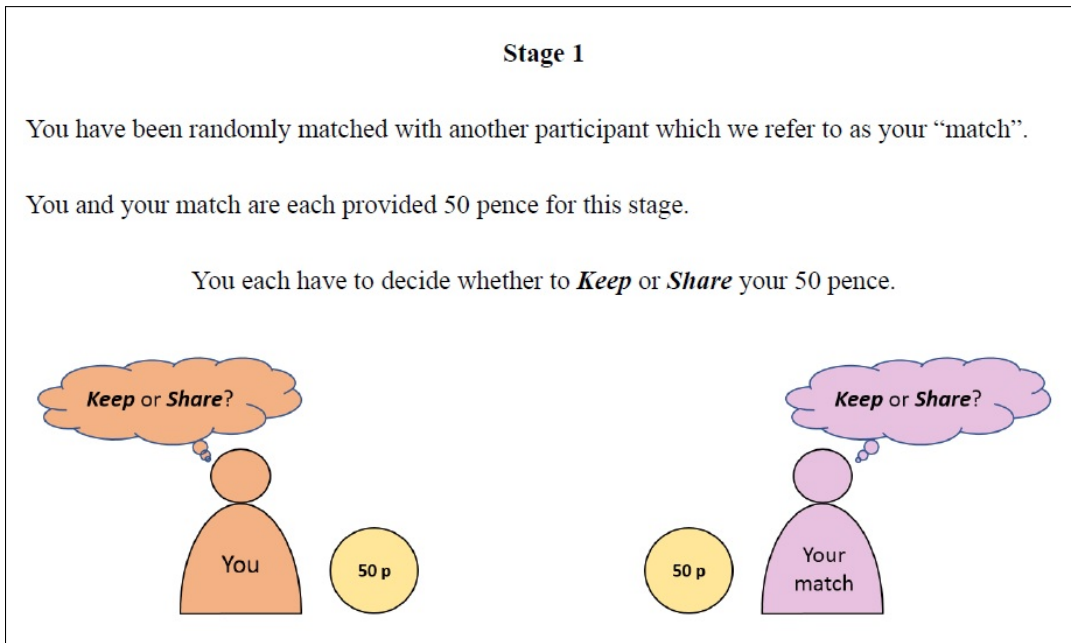 Stage 1
You have been randomly matched with another participant which we refer to as your “match”.
You and your match are each provided 50 pence for this stage.
You each have to decide whether to Keep or Share your 50 pence.
Keep or Share?
Keep or Share?
You
50 p
50 p
Your
match